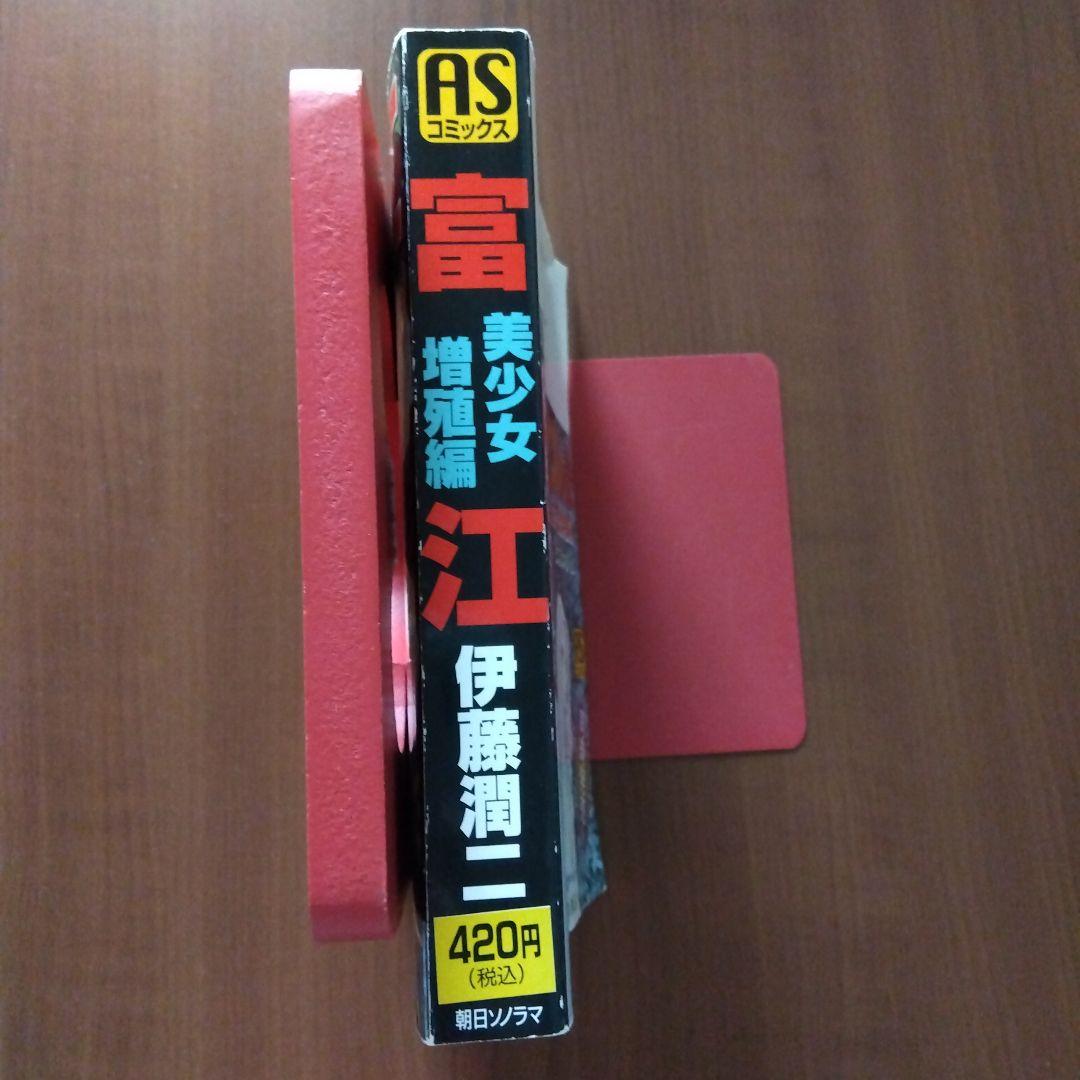 AS
コミックス
富江
美少女
増殖編
伊藤潤二
420円
(税込)
朝日ソノラマ